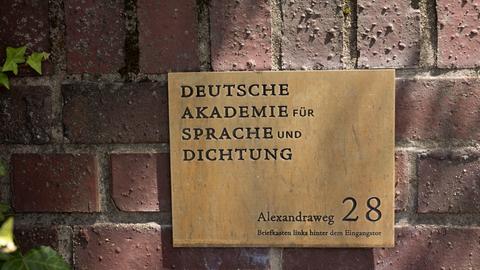 DEUTSCHE
AKADEMIE FÜR
SPRACHE UND
DICHTUNG
Alexandraweg 28
Briefkasten links hinter dem Eingangstor